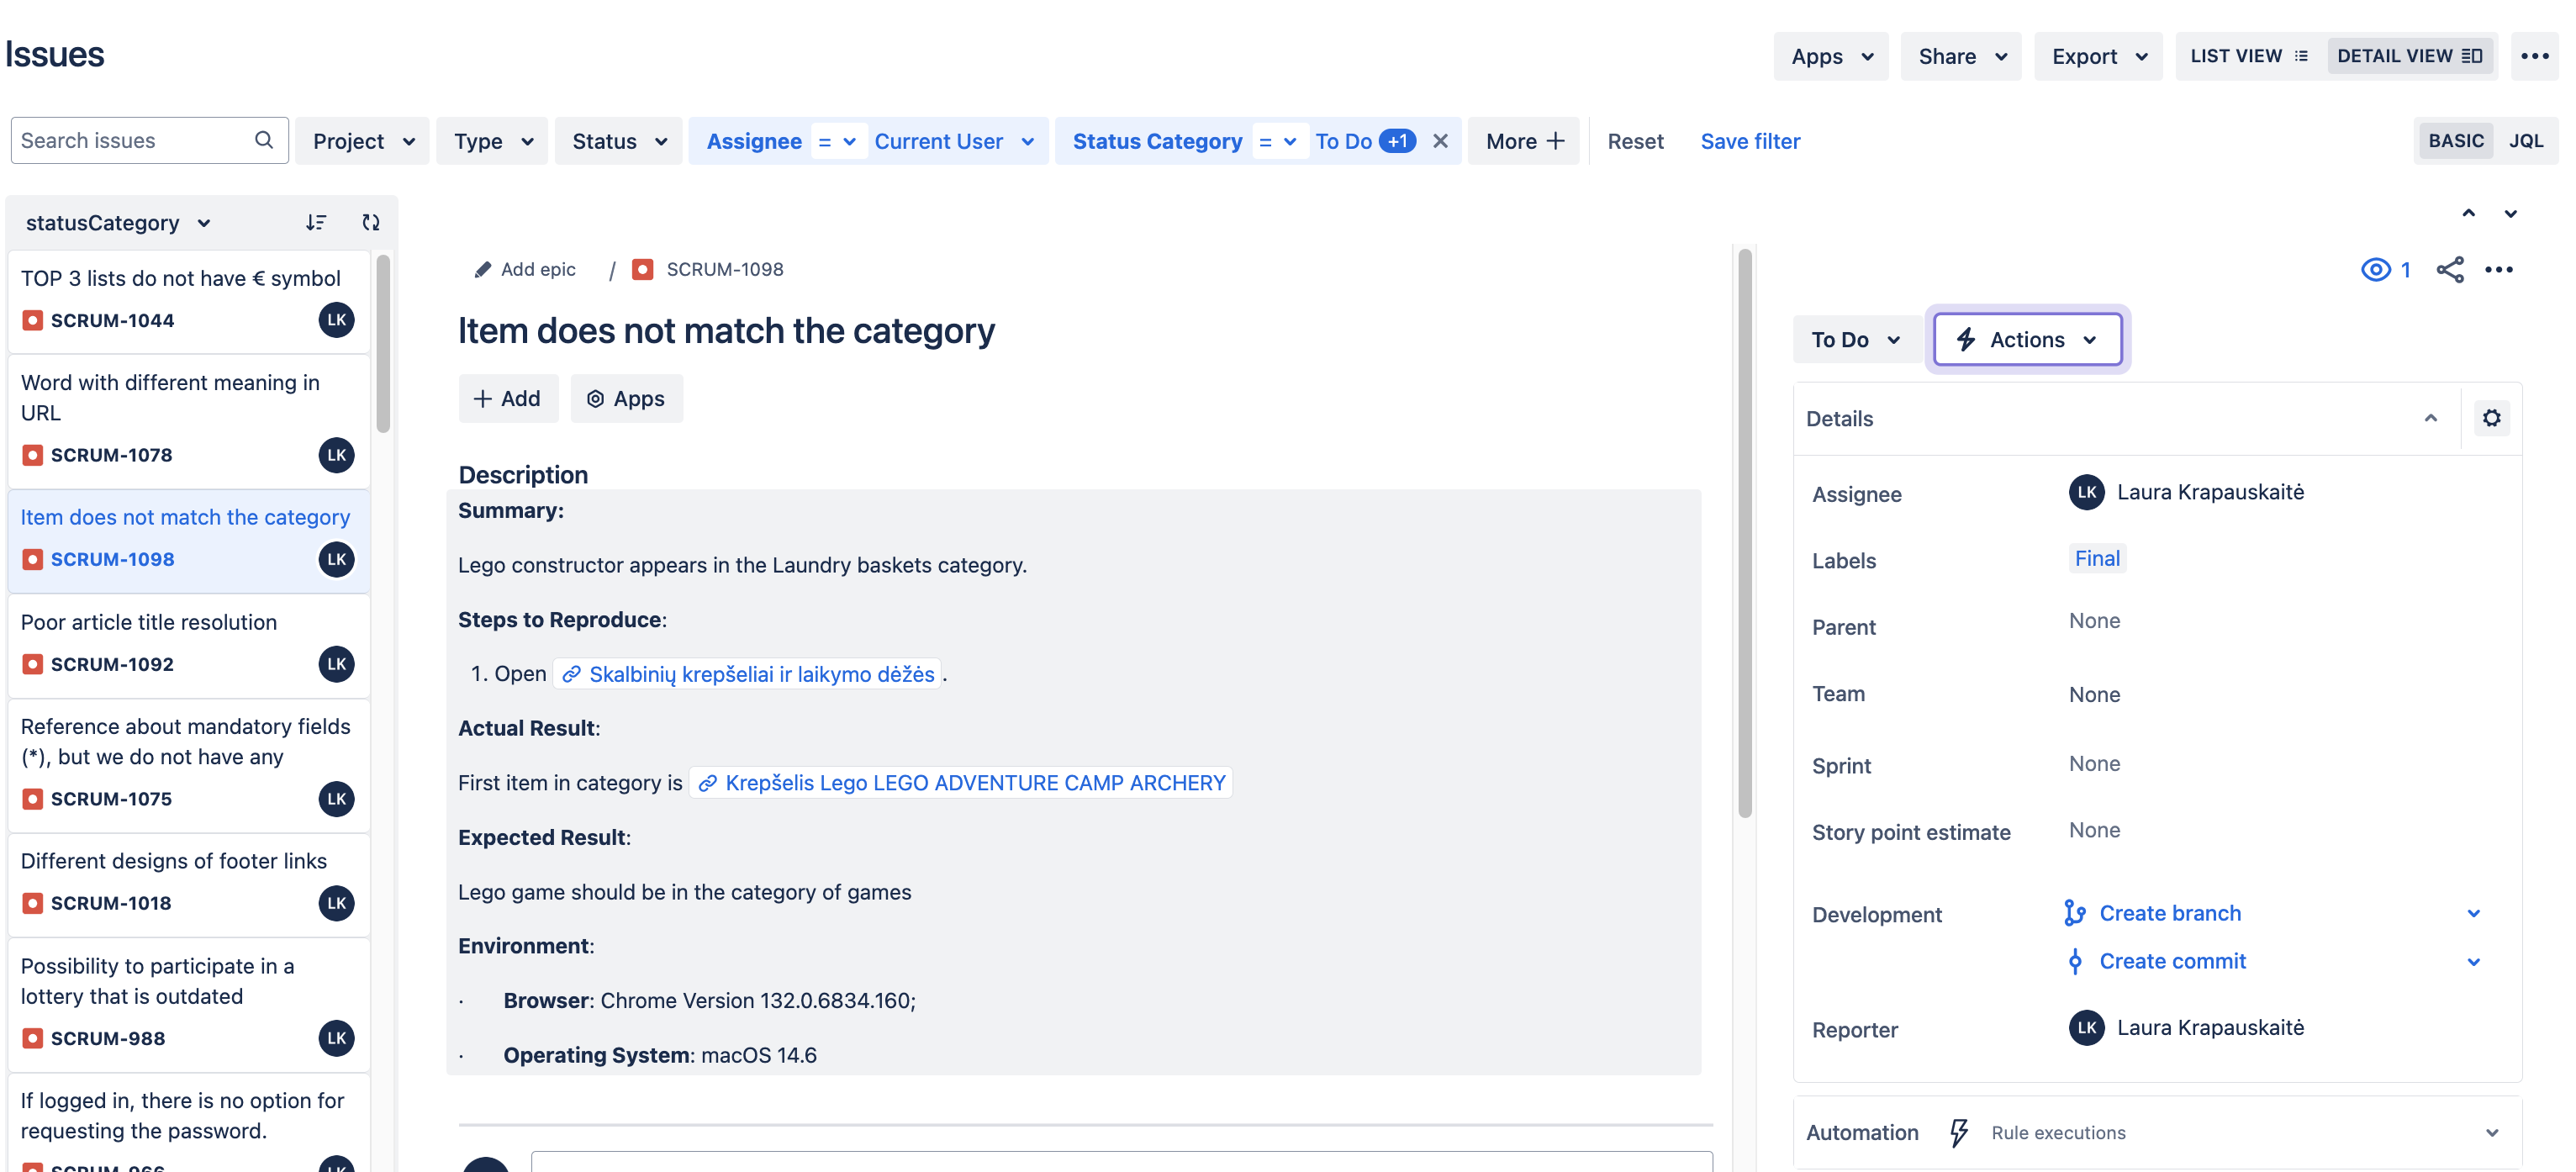 Issues
Apps
Share
Export
LIST VIEW
DETAIL VIEW
Search issues
Project
Type
Status
Assignee = Current User
Status Category = To Do +1
More
Reset
Save filter
BASIC
JQL
statusCategory
TOP 3 lists do not have € symbol
SCRUM-1044
LK
Word with different meaning in
URL
SCRUM-1078
LK
Item does not match the category
SCRUM-1098
LK
Poor article title resolution
SCRUM-1092
LK
Reference about mandatory fields
(*), but we do not have any
SCRUM-1075
LK
Different designs of footer links
SCRUM-1018
LK
Possibility to participate in a
lottery that is outdated
SCRUM-988
LK
If logged in, there is no option for
requesting the password.
SCRUM-966
LK
Add epic / SCRUM-1098
Item does not match the category
Add
Apps
Description
Summary:
Lego constructor appears in the Laundry baskets category.
Steps to Reproduce:
1. Open Skalbinių krepšeliai ir laikymo dėžės.
Actual Result:
First item in category is Krepšelis Lego LEGO ADVENTURE CAMP ARCHERY
Expected Result:
Lego game should be in the category of games
Environment:
· Browser: Chrome Version 132.0.6834.160;
· Operating System: macOS 14.6
1
To Do
Actions
Details
Assignee
LK Laura Krapauskaitė
Labels
Final
Parent
None
Team
None
Sprint
None
Story point estimate
None
Development
Create branch
Create commit
Reporter
LK Laura Krapauskaitė
Automation
Rule executions